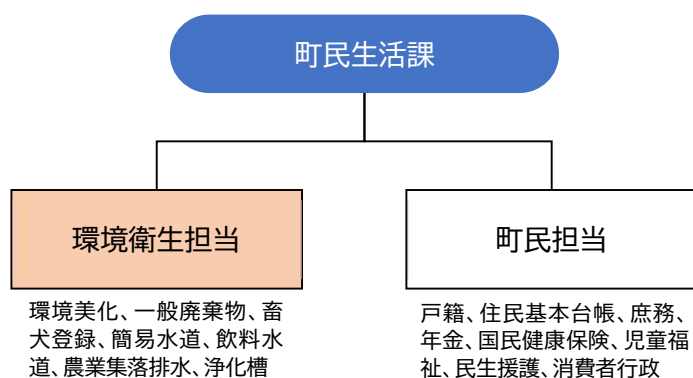 町民生活課
環境衛生担当
環境美化、一般廃棄物、畜
犬登録、簡易水道、飲料水
道、農業集落排水、浄化槽
町民担当
戸籍、住民基本台帳、庶務、
年金、国民健康保険、児童福
祉、民生援護、消費者行政